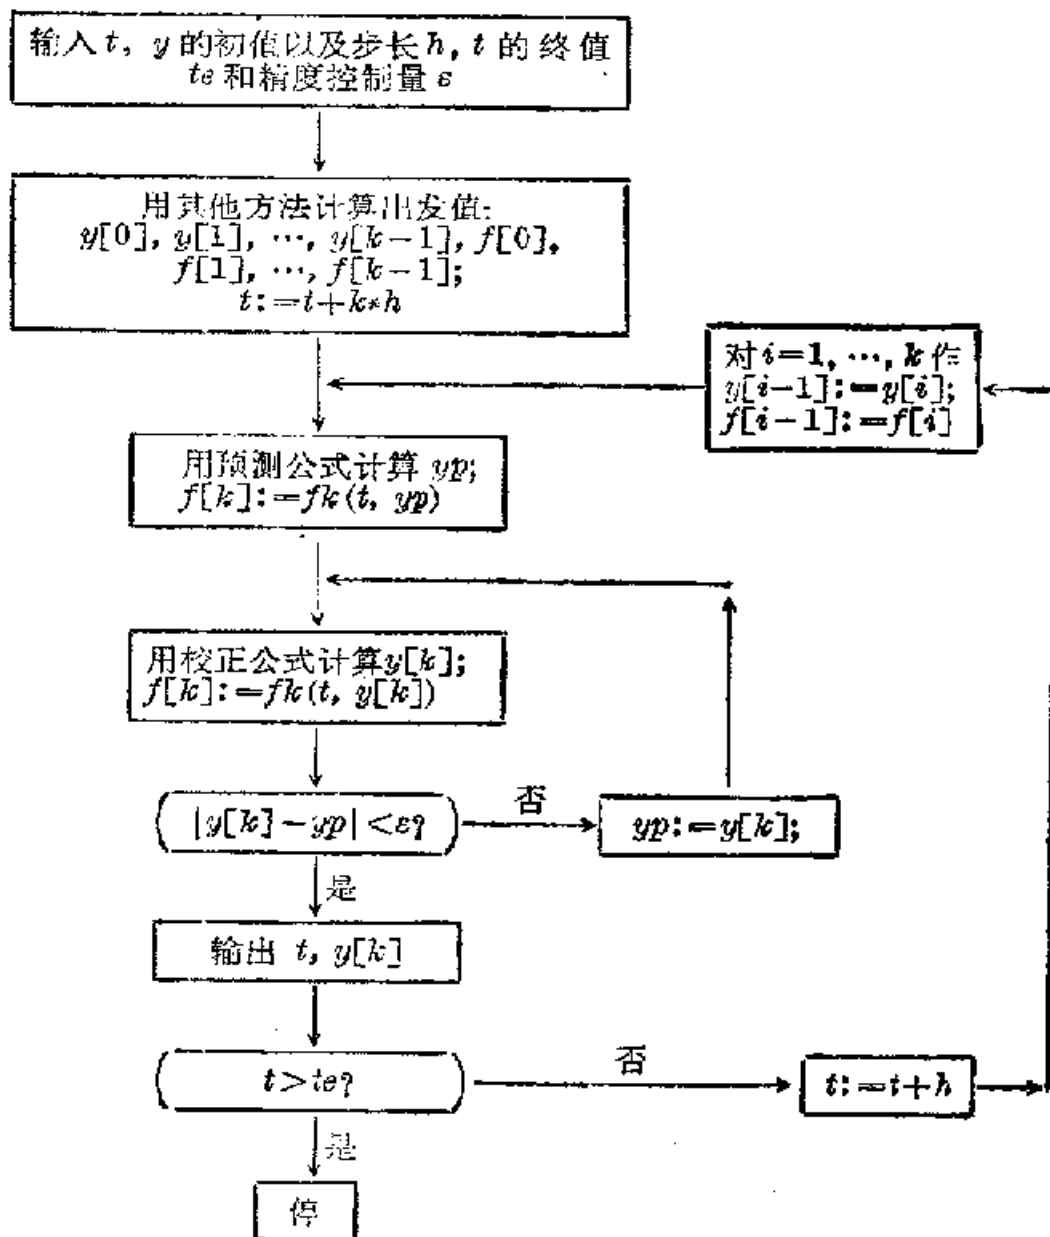 输入 t, y 的初值以及步长 h, t 的终值
te 和精度控制量 ε
用其他方法计算出发值:
y[0], y[1], …, y[k-1], f[0],
f[1], …, f[k-1];
t:=t+k*h
对 i=1, …, k 作
y[i-1]:=y[i];
f[i-1]:=f[i]
用预测公式计算 yp;
f[k]:=fk(t, yp)
用校正公式计算y[k];
f[k]:=fk(t, y[k])
|y[k]-yp|<ε?
否
yp:=y[k];
是
输出 t, y[k]
t>te?
否
t:=t+h
是
停